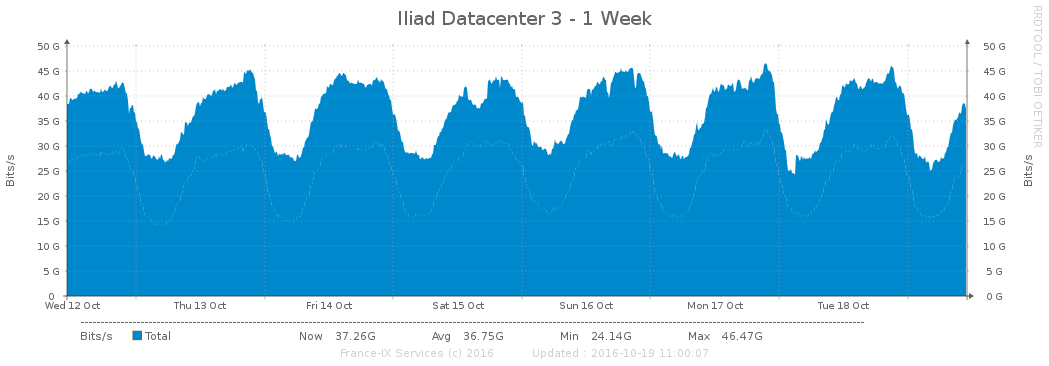 Iliad Datacenter 3 - 1 Week
RRDTOOL / TOBI OETIKER
Bits/s
50 G 50 G
45 G 45 G
40 G 40 G
35 G 35 G
30 G 30 G
25 G 25 G
20 G 20 G
15 G 15 G
10 G 10 G
5 G 5 G
0 0 G
Bits/s
Wed 12 Oct Thu 13 Oct Fri 14 Oct Sat 15 Oct Sun 16 Oct Mon 17 Oct Tue 18 Oct
Bits/s Total Now 37.26G Avg 36.75G Min 24.14G Max 46.47G
France-IX Services (c) 2016 Updated : 2016-10-19 11:00:07